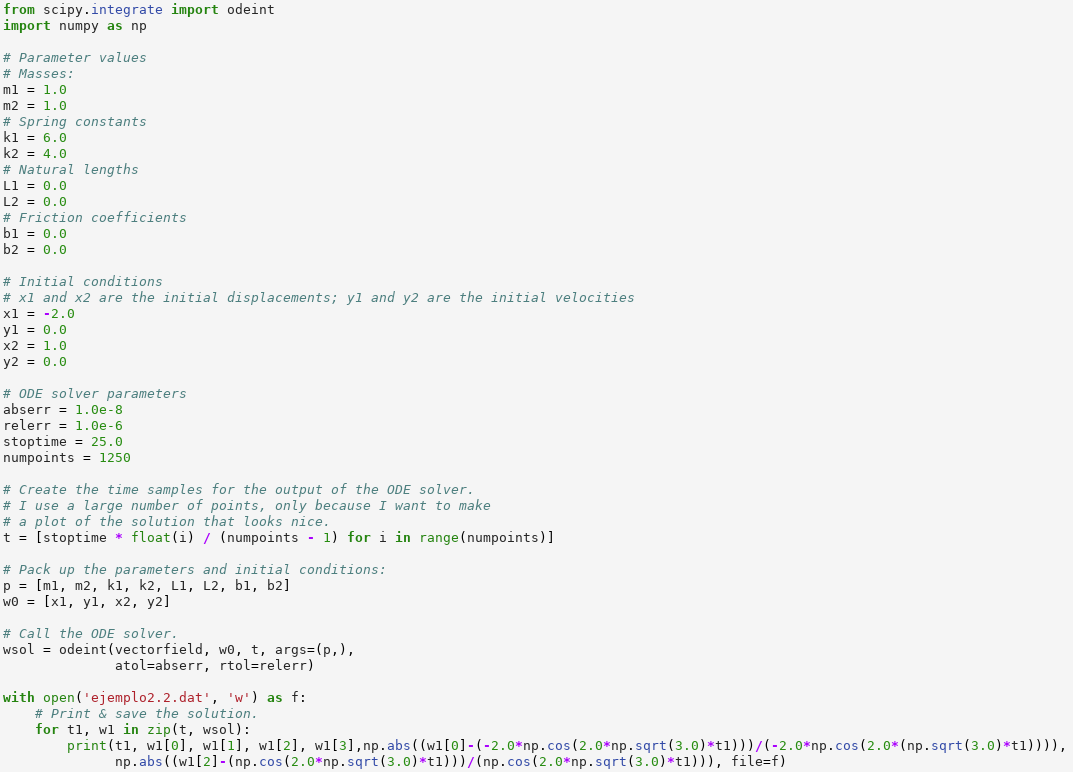 from scipy.integrate import odeint
import numpy as np
# Parameter values
# Masses:
m1 = 1.0
m2 = 1.0
# Spring constants
k1 = 6.0
k2 = 4.0
# Natural lengths
L1 = 0.0
L2 = 0.0
# Friction coefficients
b1 = 0.0
b2 = 0.0
# Initial conditions
# x1 and x2 are the initial displacements; y1 and y2 are the initial velocities
x1 = -2.0
y1 = 0.0
x2 = 1.0
y2 = 0.0
# ODE solver parameters
abserr = 1.0e-8
relerr = 1.0e-6
stoptime = 25.0
numpoints = 1250
# Create the time samples for the output of the ODE solver.
# I use a large number of points, only because I want to make
# a plot of the solution that looks nice.
t = [stoptime * float(i) / (numpoints - 1) for i in range(numpoints)]
# Pack up the parameters and initial conditions:
p = [m1, m2, k1, k2, L1, L2, b1, b2]
w0 = [x1, y1, x2, y2]
# Call the ODE solver.
wsol = odeint(vectorfield, w0, t, args=(p,),
              atol=abserr, rtol=relerr)
with open('ejemplo2.2.dat', 'w') as f:
    # Print & save the solution.
    for t1, w1 in zip(t, wsol):
        print(t1, w1[0], w1[1], w1[2], w1[3],np.abs((w1[0]-(-2.0*np.cos(2.0*np.sqrt(3.0)*t1)))/(-2.0*np.cos(2.0*(np.sqrt(3.0)*t1)))),
              np.abs((w1[2]-(np.cos(2.0*np.sqrt(3.0)*t1)))/(np.cos(2.0*np.sqrt(3.0)*t1))), file=f)